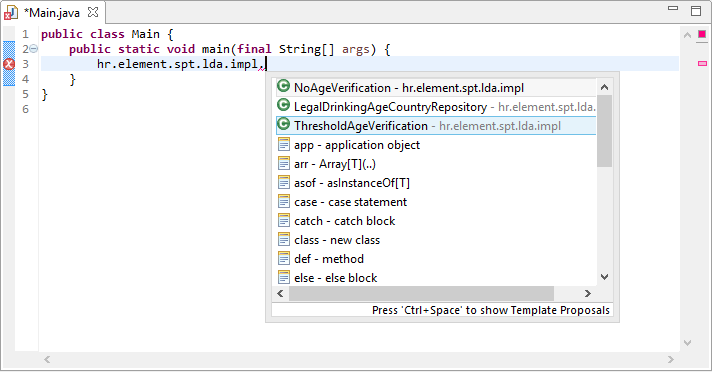 *Main.java
1 public class Main {
2 public static void main(final String[] args) {
3 hr.element.spt.lda.impl.
4 }
5 }
6
NoAgeVerification - hr.element.spt.lda.impl
LegalDrinkingAgeCountryRepository - hr.element.spt.lda.
ThresholdAgeVerification - hr.element.spt.lda.impl
app - application object
arr - Array[T](..)
asof - asInstanceOf[T]
case - case statement
catch - catch block
class - new class
def - method
else - else block
Press 'Ctrl+Space' to show Template Proposals